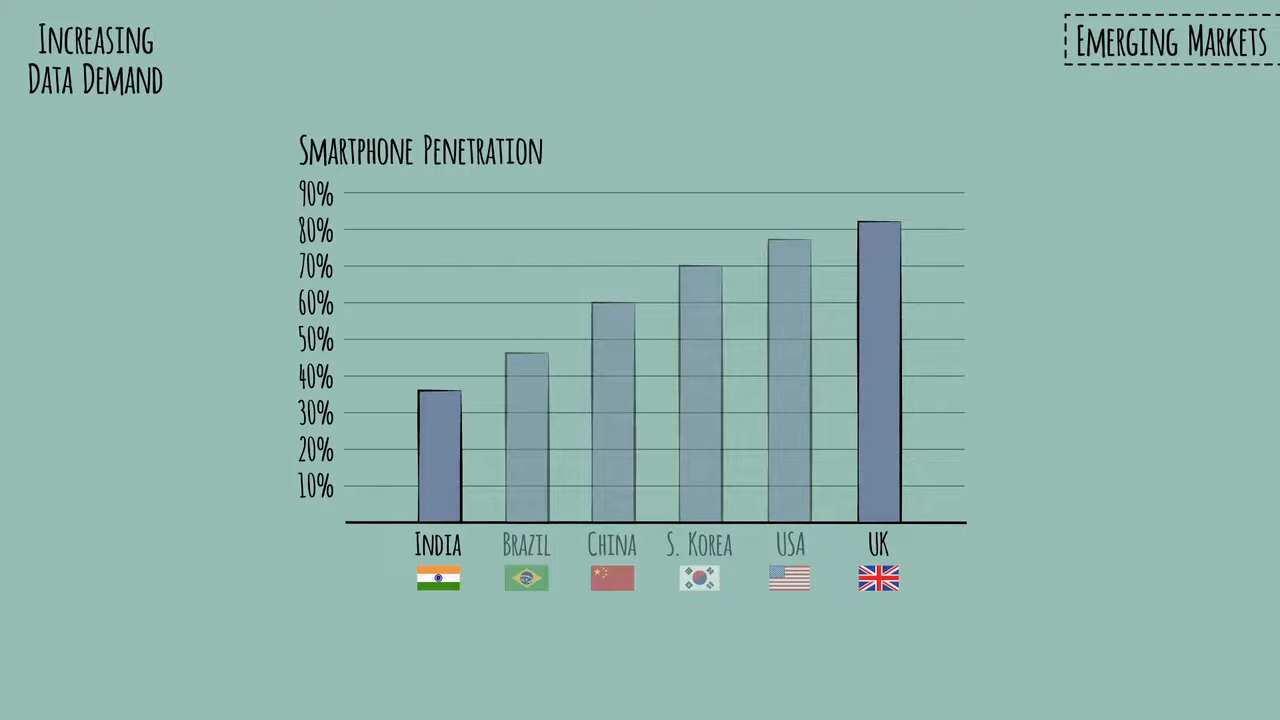 Increasing
Data Demand
Emerging Markets
Smartphone Penetration
90%
80%
70%
60%
50%
40%
30%
20%
10%
India
Brazil
China
S. Korea
USA
UK